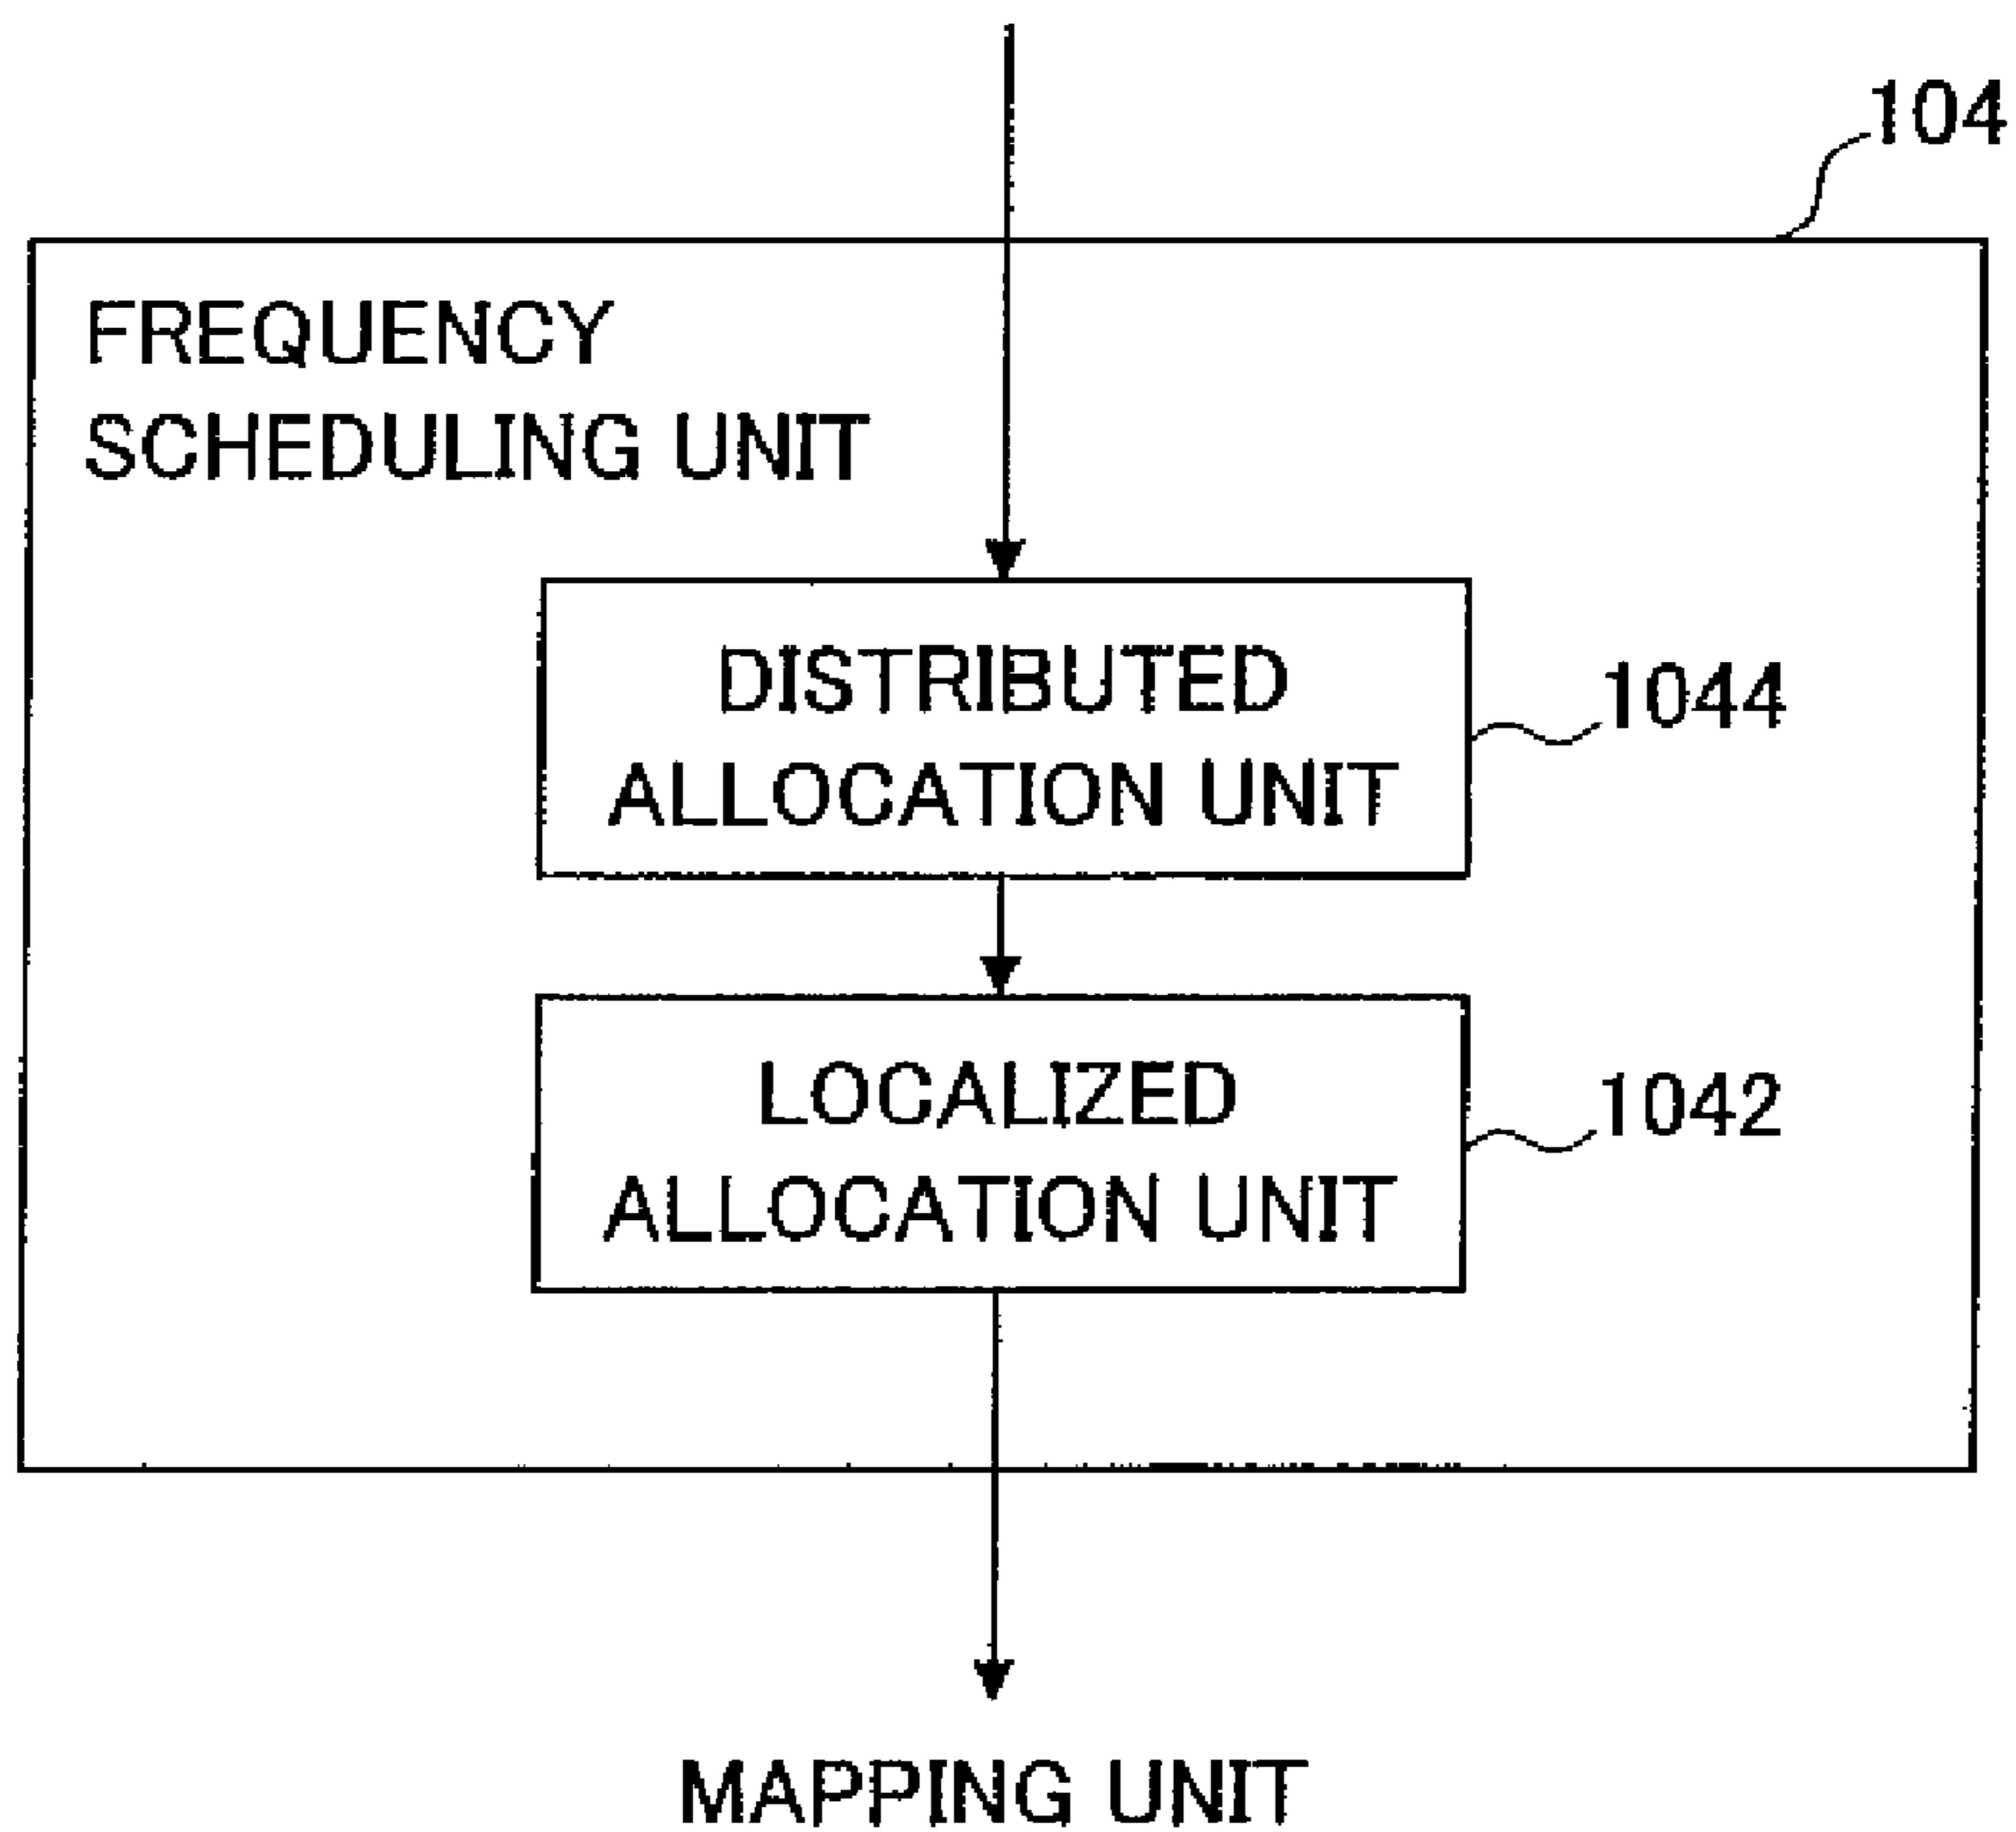 104
FREQUENCY
SCHEDULING UNIT
DISTRIBUTED
ALLOCATION UNIT
1044
LOCALIZED
ALLOCATION UNIT
1042
MAPPING UNIT